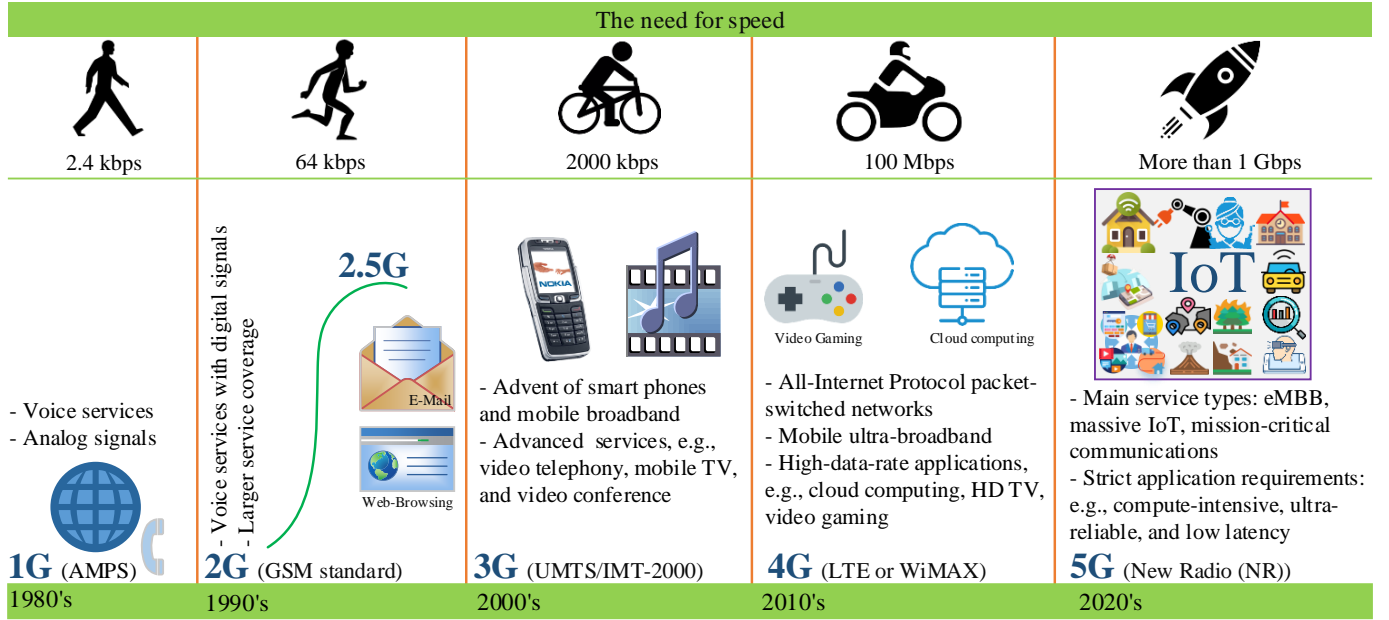 The need for speed
2.4 kbps
64 kbps
2000 kbps
100 Mbps
More than 1 Gbps
- Voice services
- Analog signals
1G (AMPS)
1980's
- Voice services with digital signals
- Larger service coverage
2.5G
E-Mail
Web-Browsing
2G (GSM standard)
1990's
NOKIA
- Advent of smart phones
and mobile broadband
- Advanced services, e.g.,
video telephony, mobile TV,
and video conference
3G (UMTS/IMT-2000)
2000's
Video Gaming
Cloud computing
- All-Internet Protocol packet-
switched networks
- Mobile ultra-broadband
- High-data-rate applications,
e.g., cloud computing, HD TV,
video gaming
4G (LTE or WiMAX)
2010's
IoT
- Main service types: eMBB,
massive IoT, mission-critical
communications
- Strict application requirements:
e.g., compute-intensive, ultra-
reliable, and low latency
5G (New Radio (NR))
2020's